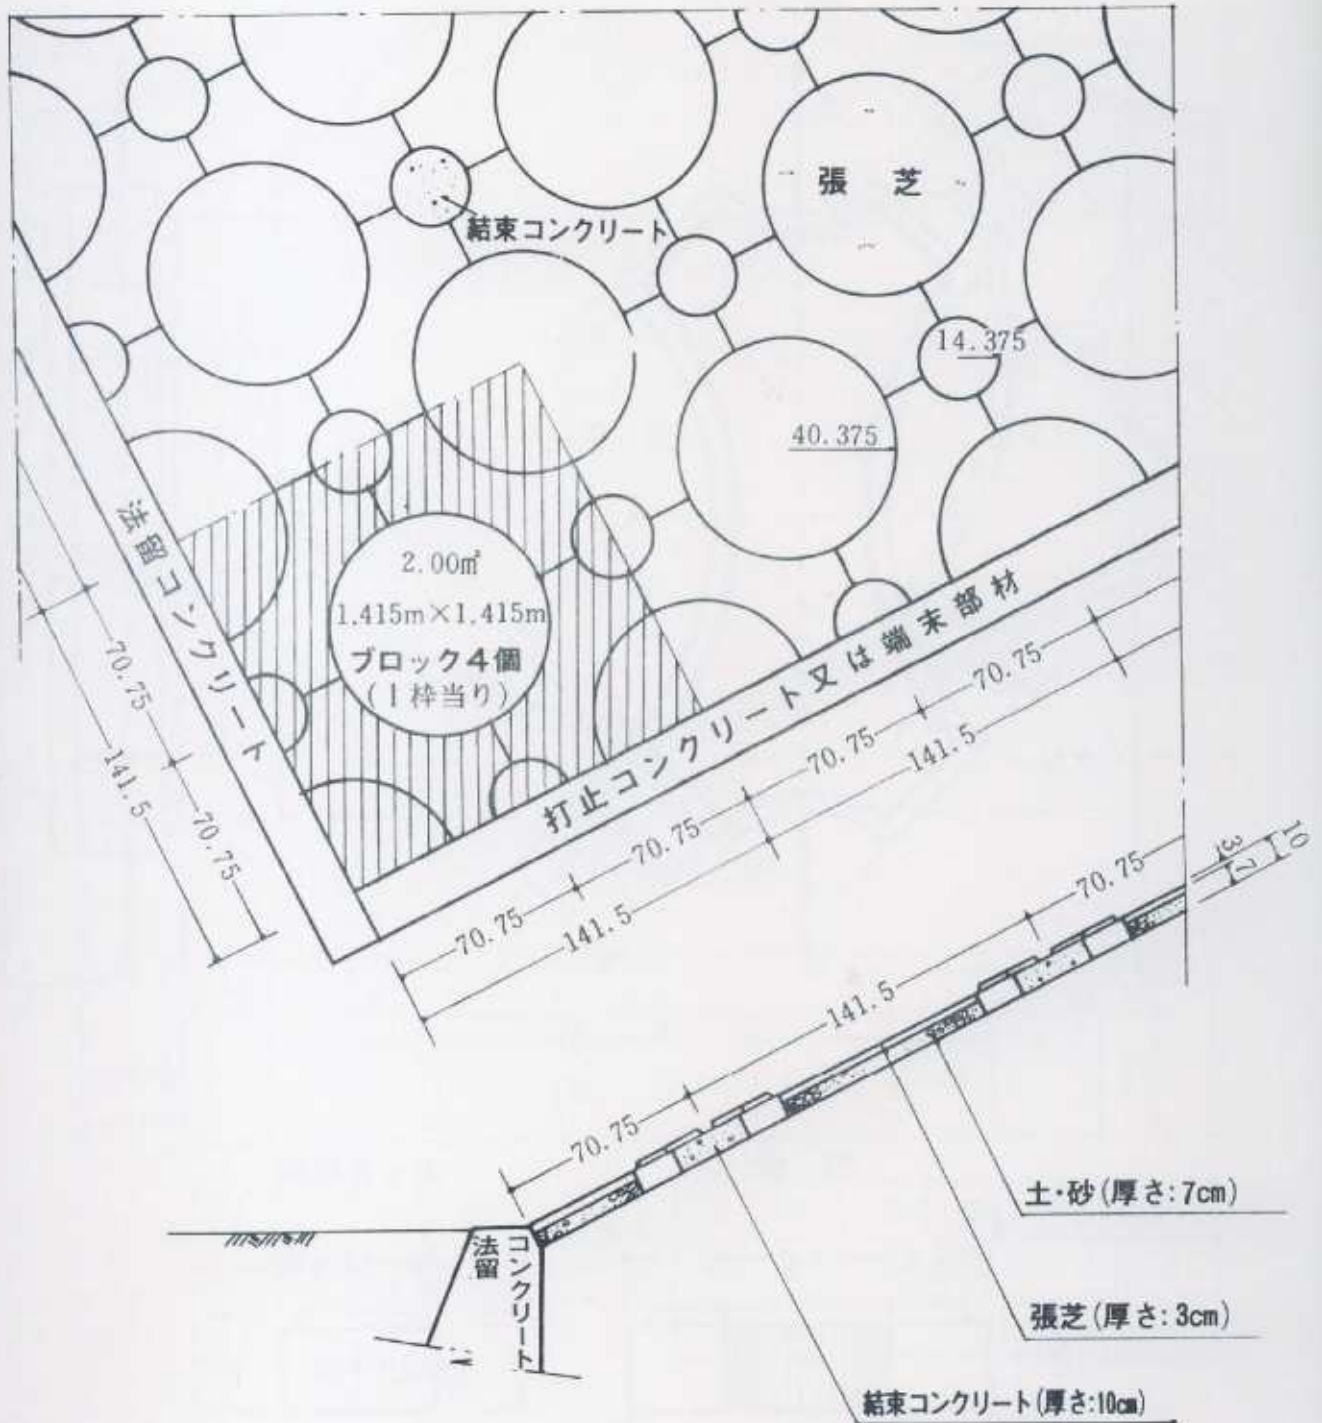 張 芝
結束コンクリート
14.375
40.375
2.00㎡
1.415m×1.415m
ブロック4個
(1枠当り)
法留コンクリート
打止コンクリート又は端末部材
70.75
141.5
70.75
70.75
141.5
70.75
70.75
141.5
70.75
70.75
141.5
70.75
3
7
10
土・砂(厚さ:7cm)
張芝(厚さ:3cm)
結束コンクリート(厚さ:10cm)
法留
コンクリート